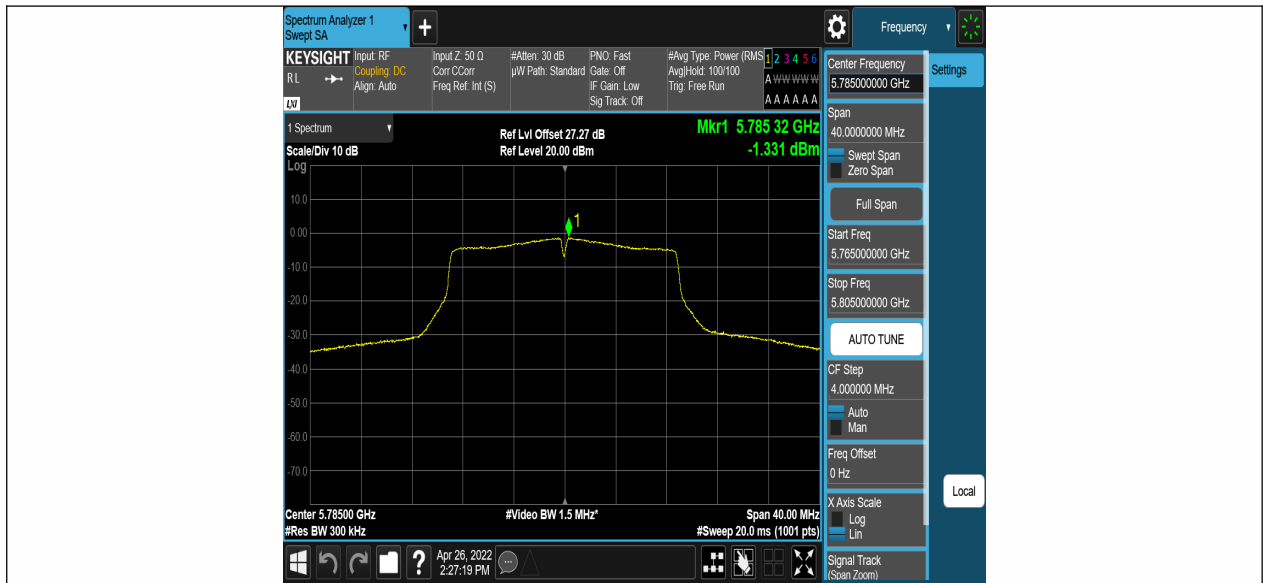 Spectrum Analyzer 1
Swept SA
+
Frequency
KEYSIGHT
RL
LXI
Input: RF
Coupling: DC
Align: Auto
Input Z: 50 Ω
Corr CCorr
Freq Ref: Int (S)
#Atten: 30 dB
µW Path: Standard
PNO: Fast
Gate: Off
IF Gain: Low
Sig Track: Off
#Avg Type: Power (RMS
Avg|Hold: 100/100
Trig: Free Run
1 2 3 4 5 6
A W W W W W
A A A A A A
1 Spectrum
Scale/Div 10 dB
Ref Lvl Offset 27.27 dB
Ref Level 20.00 dBm
Mkr1 5.785 32 GHz
-1.331 dBm
Log
10.0
0.00
-10.0
-20.0
-30.0
-40.0
-50.0
-60.0
-70.0
1
Center 5.78500 GHz
#Res BW 300 kHz
#Video BW 1.5 MHz*
Span 40.00 MHz
#Sweep 20.0 ms (1001 pts)
Center Frequency
5.785000000 GHz
Settings
Span
40.0000000 MHz
Swept Span
Zero Span
Full Span
Start Freq
5.765000000 GHz
Stop Freq
5.805000000 GHz
AUTO TUNE
CF Step
4.000000 MHz
Auto
Man
Freq Offset
0 Hz
X Axis Scale
Log
Lin
Local
Signal Track
(Span Zoom)
?
Apr 26, 2022
2:27:19 PM